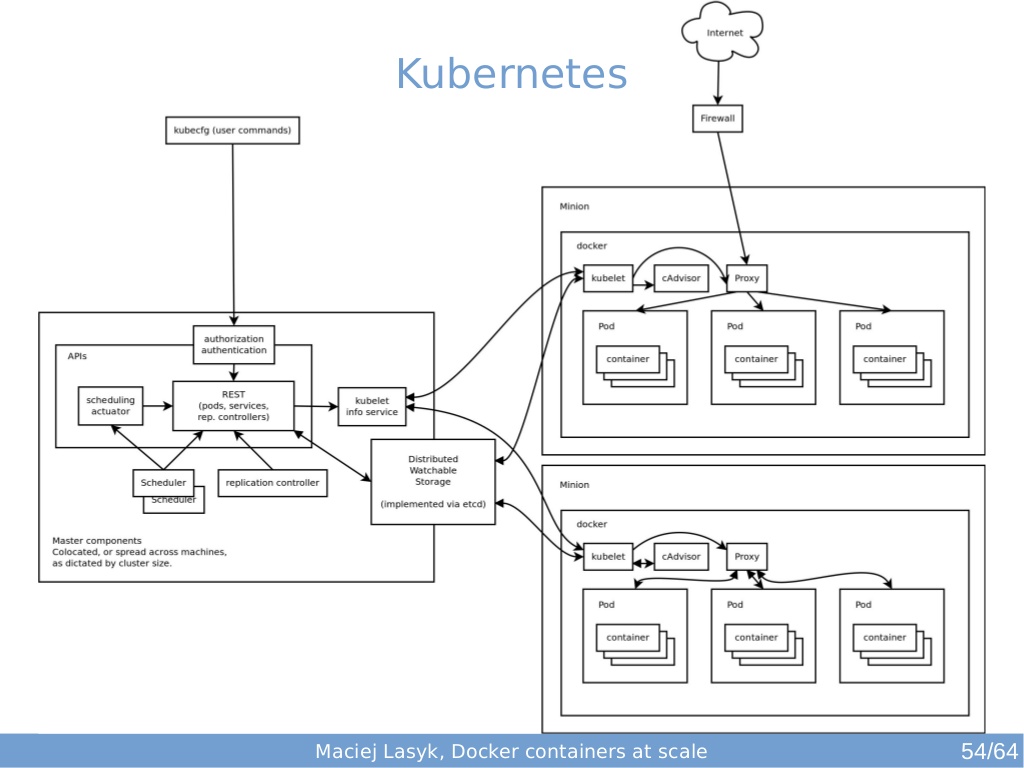 Internet
Kubernetes
Firewall
kubecfg (user commands)
Minion
docker
kubelet
cAdvisor
Proxy
Pod
container
Pod
container
Pod
container
authorization
authentication
APIs
scheduling
actuator
REST
(pods, services,
rep. controllers)
kubelet
info service
Scheduler
Scheduler
replication controller
Distributed
Watchable
Storage
(implemented via etcd)
Master components
Colocated, or spread across machines,
as dictated by cluster size.
Minion
docker
kubelet
cAdvisor
Proxy
Pod
container
Pod
container
Pod
container
Maciej Lasyk, Docker containers at scale
54/64